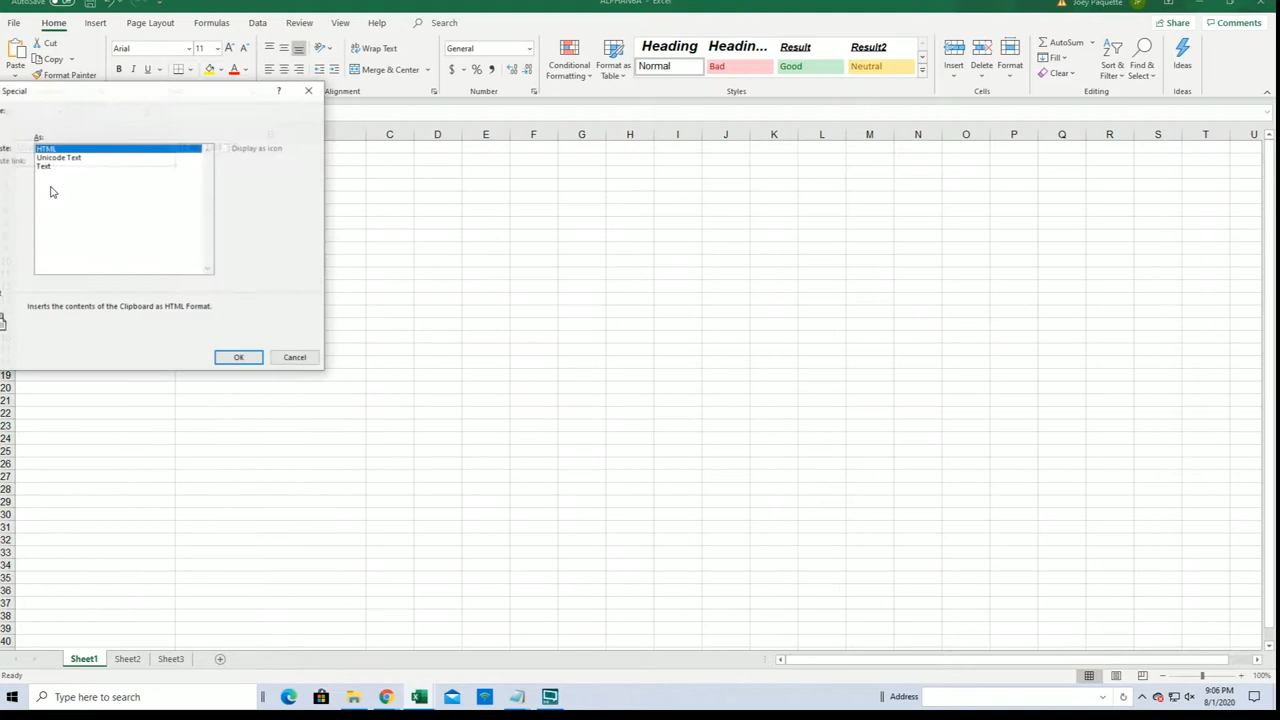 AutoSave Off ALPHAN6A - Excel Joey Paquette JP
File Home Insert Page Layout Formulas Data Review View Help Search Share Comments
Cut
Copy
Format Painter
Paste
Arial 11
B I U
A A
Wrap Text
Merge & Center
General
$ % ,
Conditional Formatting
Format as Table
Heading Headin... Result Result2
Normal Bad Good Neutral
Insert Delete Format
AutoSum
Fill
Clear
Sort & Filter
Find & Select
Ideas
Alignment Number Styles Cells Editing Ideas
Special ?
As:
HTML
Unicode Text
Text
Display as icon
Inserts the contents of the Clipboard as HTML Format.
OK Cancel
C D E F G H I J K L M N O P Q R S T U
19
20
21
22
23
24
25
26
27
28
29
30
31
32
33
34
35
36
37
38
39
40
Sheet1 Sheet2 Sheet3
Ready 100%
Type here to search Address 9:06 PM
8/1/2020